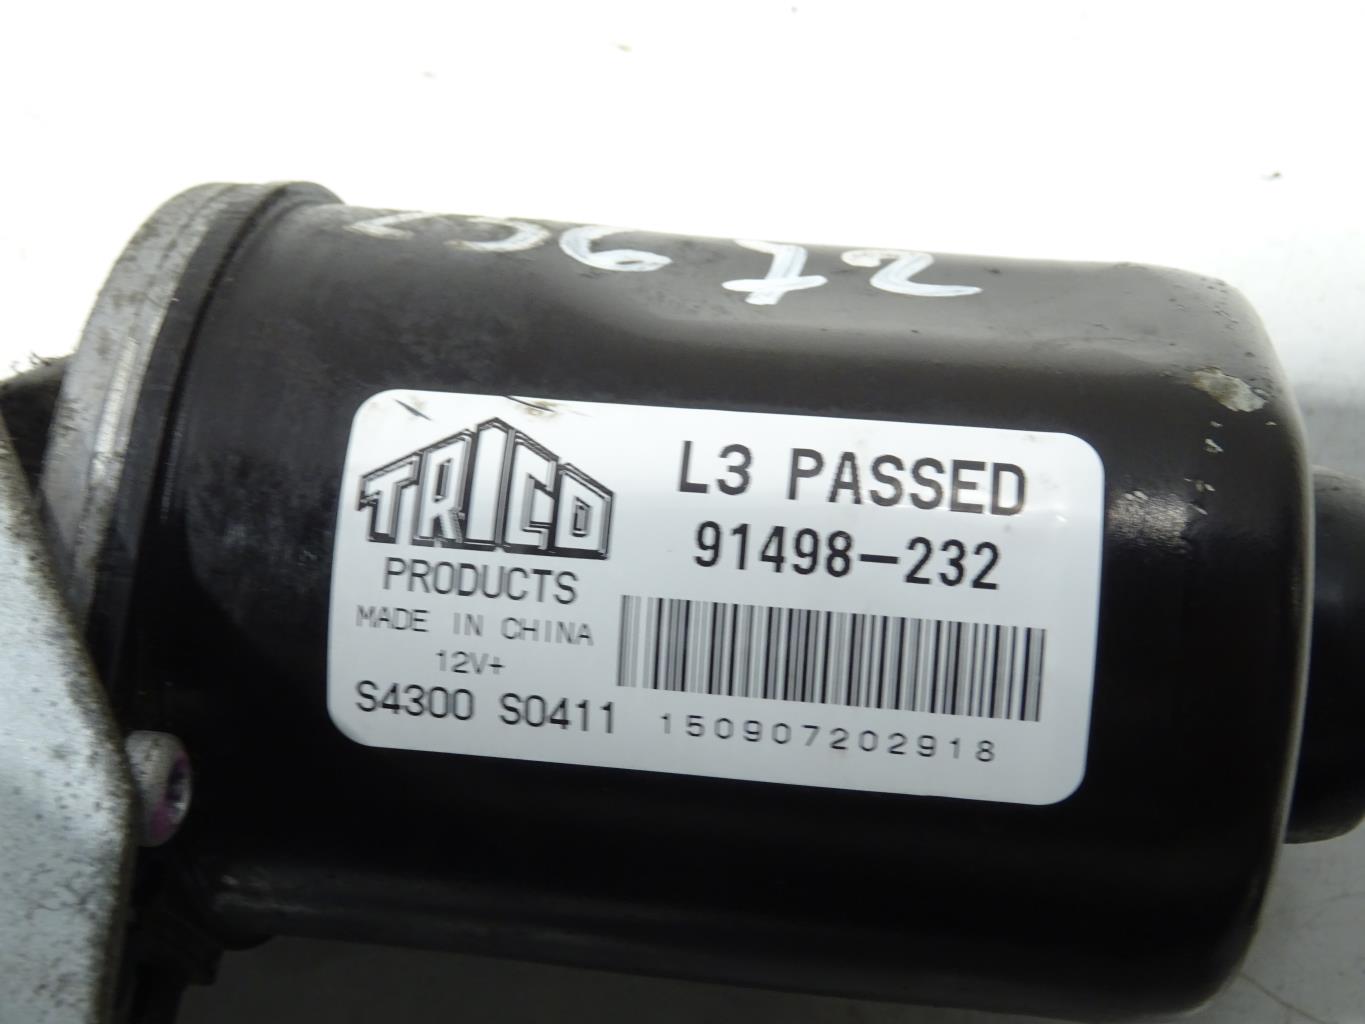 TRICO
PRODUCTS
MADE IN CHINA
12V+
S4300 S0411
L3 PASSED
91498-232
150907202918